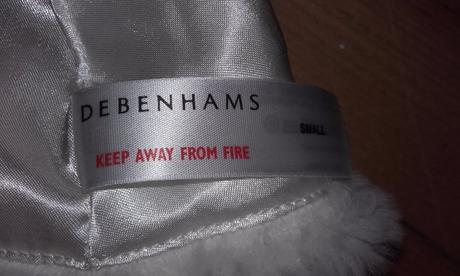 DEBENHAMS
SMALL
KEEP AWAY FROM FIRE